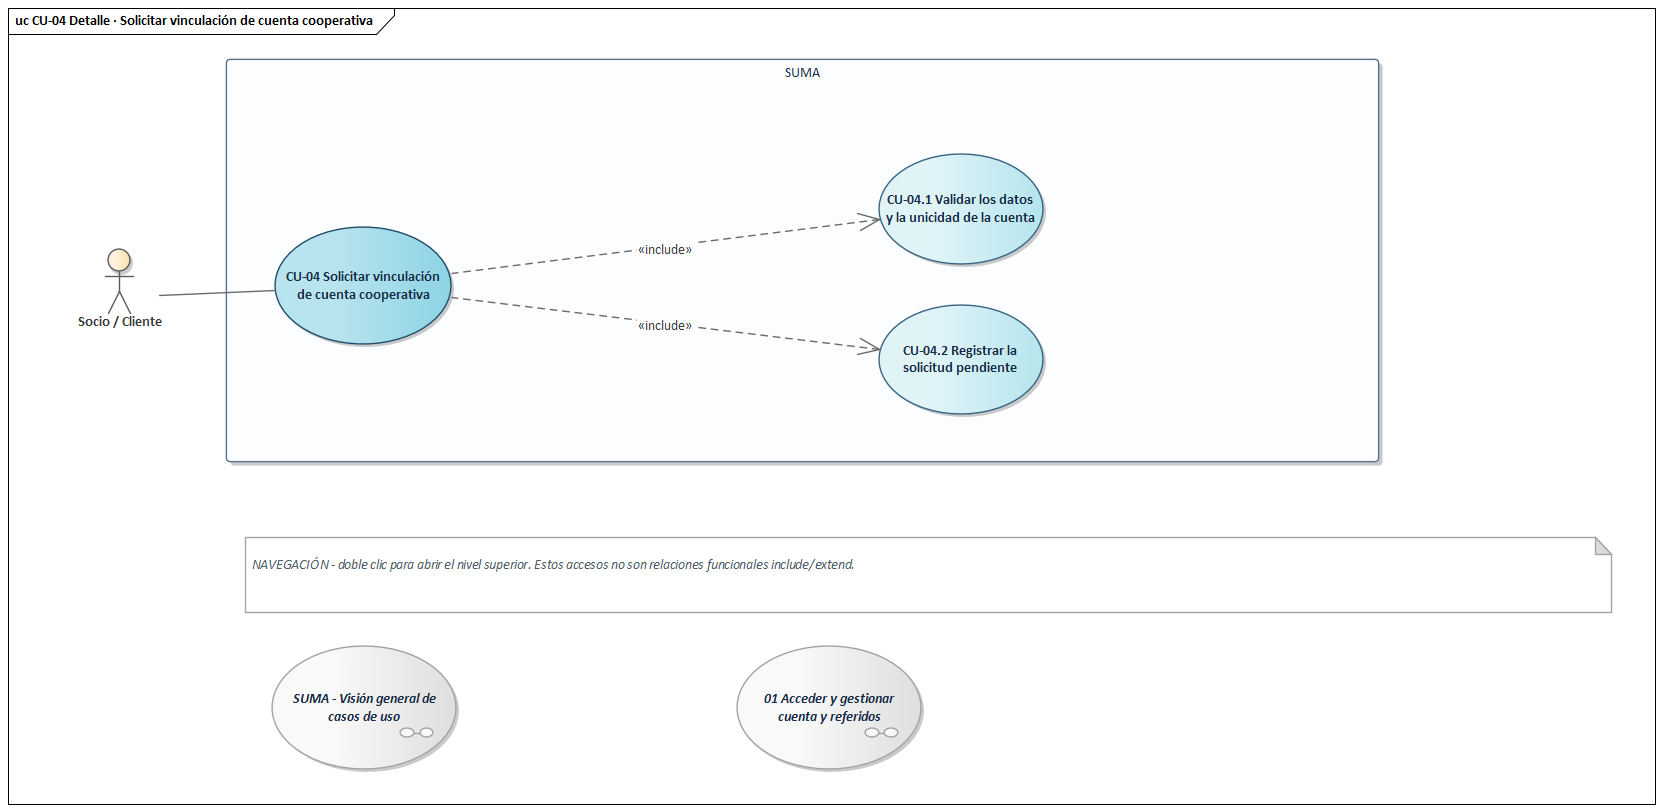 uc CU-04 Detalle · Solicitar vinculación de cuenta cooperativa
SUMA
CU-04.1 Validar los datos
y la unicidad de la cuenta
«include»
CU-04 Solicitar vinculación
de cuenta cooperativa
Socio / Cliente
«include»
CU-04.2 Registrar la
solicitud pendiente
NAVEGACIÓN - doble clic para abrir el nivel superior. Estos accesos no son relaciones funcionales include/extend.
SUMA - Visión general de
casos de uso
01 Acceder y gestionar
cuenta y referidos